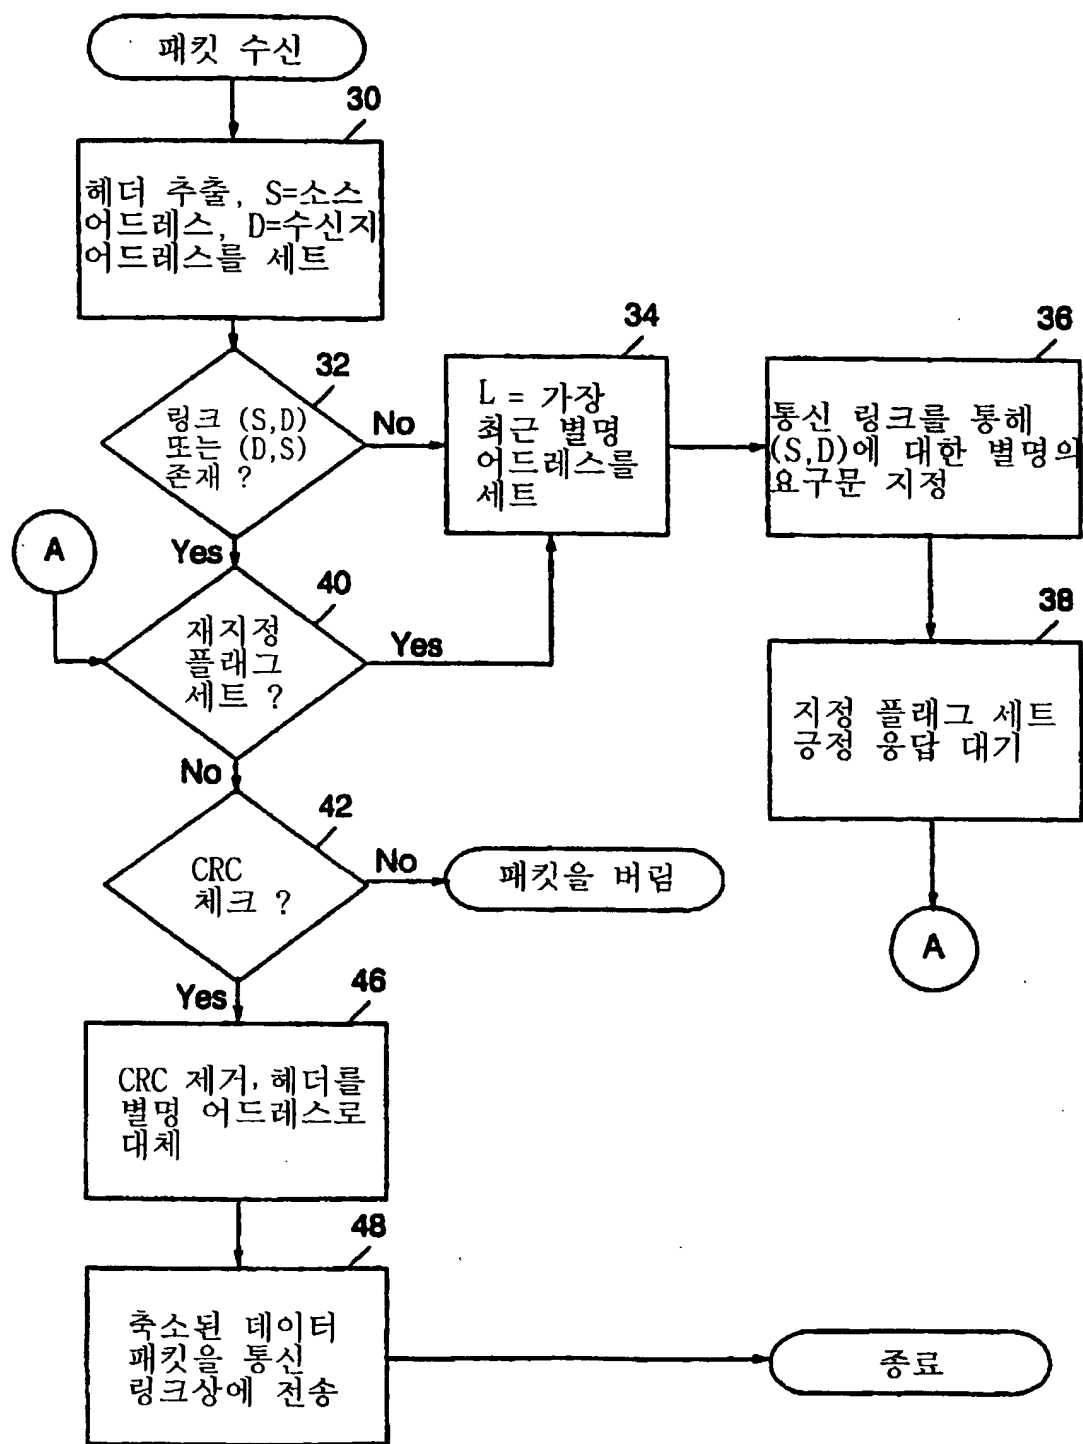 패킷 수신
30
헤더 추출, S=소스
어드레스, D=수신지
어드레스를 세트
32
링크 (S,D)
또는 (D,S)
존재 ?
No
Yes
34
L = 가장
최근 별명
어드레스를
세트
36
통신 링크를 통해
(S,D)에 대한 별명의
요구문 지정
38
지정 플래그 세트
긍정 응답 대기
A
A
40
재지정
플래그
세트 ?
Yes
No
42
CRC
체크 ?
No
패킷을 버림
Yes
46
CRC 제거, 헤더를
별명 어드레스로
대체
48
축소된 데이터
패킷을 통신
링크상에 전송
종료